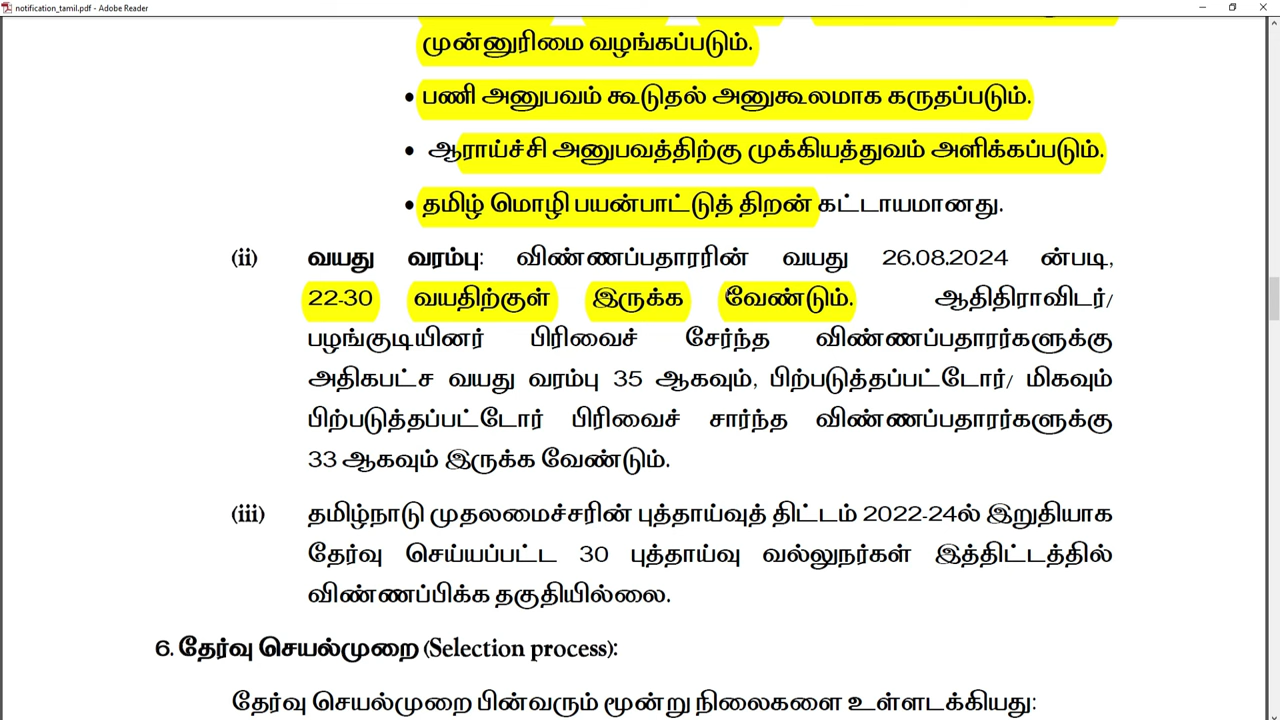 notification_tamil.pdf - Adobe Reader
முன்னுரிமை வழங்கப்படும்.
• பணி அனுபவம் கூடுதல் அனுகூலமாக கருதப்படும்.
• ஆராய்ச்சி அனுபவத்திற்கு முக்கியத்துவம் அளிக்கப்படும்.
• தமிழ் மொழி பயன்பாட்டுத் திறன் கட்டாயமானது.
(ii) வயது வரம்பு: விண்ணப்பதாரரின் வயது 26.08.2024 ன்படி,
22-30 வயதிற்குள் இருக்க வேண்டும். ஆதிதிராவிடர்/
பழங்குடியினர் பிரிவைச் சேர்ந்த விண்ணப்பதாரர்களுக்கு
அதிகபட்ச வயது வரம்பு 35 ஆகவும், பிற்படுத்தப்பட்டோர்/ மிகவும்
பிற்படுத்தப்பட்டோர் பிரிவைச் சார்ந்த விண்ணப்பதாரர்களுக்கு
33 ஆகவும் இருக்க வேண்டும்.
(iii) தமிழ்நாடு முதலமைச்சரின் புத்தாய்வுத் திட்டம் 2022-24ல் இறுதியாக
தேர்வு செய்யப்பட்ட 30 புத்தாய்வு வல்லுநர்கள் இத்திட்டத்தில்
விண்ணப்பிக்க தகுதியில்லை.
6. தேர்வு செயல்முறை (Selection process):
தேர்வு செயல்முறை பின்வரும் மூன்று நிலைகளை உள்ளடக்கியது: